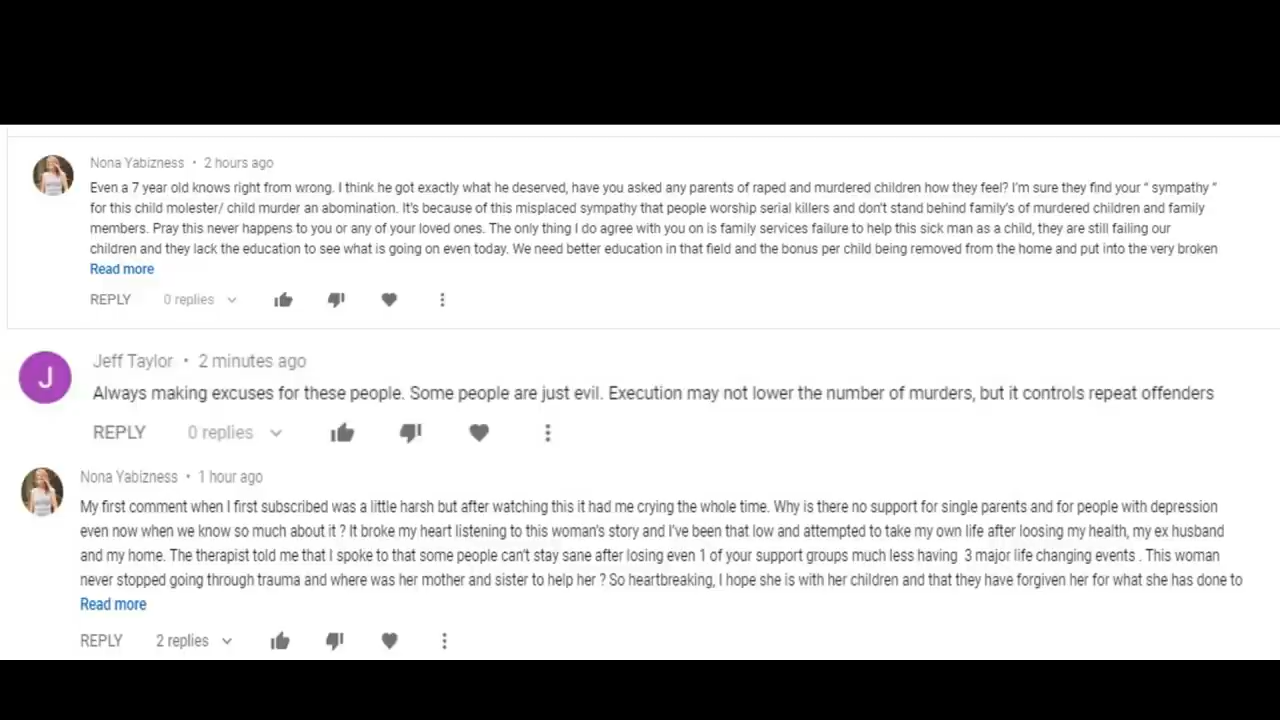 Nona Yabizness • 2 hours ago
Even a 7 year old knows right from wrong. I think he got exactly what he deserved, have you asked any parents of raped and murdered children how they feel? I'm sure they find your “ sympathy ”
for this child molester/ child murder an abomination. It's because of this misplaced sympathy that people worship serial killers and don't stand behind family's of murdered children and family
members. Pray this never happens to you or any of your loved ones. The only thing I do agree with you on is family services failure to help this sick man as a child, they are still failing our
children and they lack the education to see what is going on even today. We need better education in that field and the bonus per child being removed from the home and put into the very broken
Read more
REPLY 0 replies
J
Jeff Taylor • 2 minutes ago
Always making excuses for these people. Some people are just evil. Execution may not lower the number of murders, but it controls repeat offenders
REPLY 0 replies
Nona Yabizness • 1 hour ago
My first comment when I first subscribed was a little harsh but after watching this it had me crying the whole time. Why is there no support for single parents and for people with depression
even now when we know so much about it ? It broke my heart listening to this woman's story and I've been that low and attempted to take my own life after loosing my health, my ex husband
and my home. The therapist told me that I spoke to that some people can't stay sane after losing even 1 of your support groups much less having 3 major life changing events . This woman
never stopped going through trauma and where was her mother and sister to help her ? So heartbreaking, I hope she is with her children and that they have forgiven her for what she has done to
Read more
REPLY 2 replies